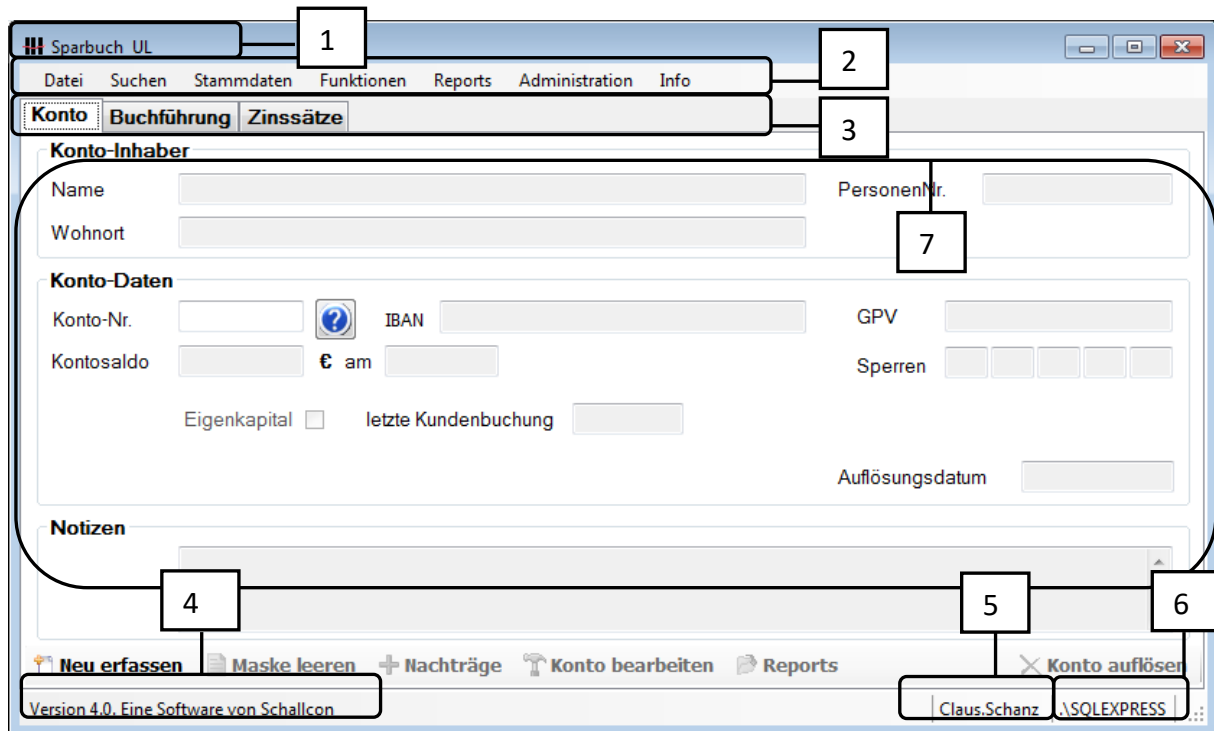 1
Sparbuch UL
2
Datei Suchen Stammdaten Funktionen Reports Administration Info
Konto Buchführung Zinssätze
3
Konto-Inhaber
Name PersonenNr.
Wohnort
7
Konto-Daten
Konto-Nr. ? IBAN GPV
Kontosaldo € am Sperren
Eigenkapital letzte Kundenbuchung
Auflösungsdatum
Notizen
4 5 6
Neu erfassen Maske leeren Nachträge Konto bearbeiten Reports Konto auflösen
Version 4.0. Eine Software von Schallcon Claus.Schanz .\SQLEXPRESS